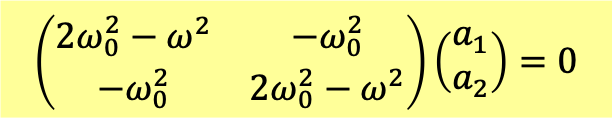 (2ω₀² − ω²   −ω₀²) (a₁) = 0
(−ω₀²   2ω₀² − ω²) (a₂)